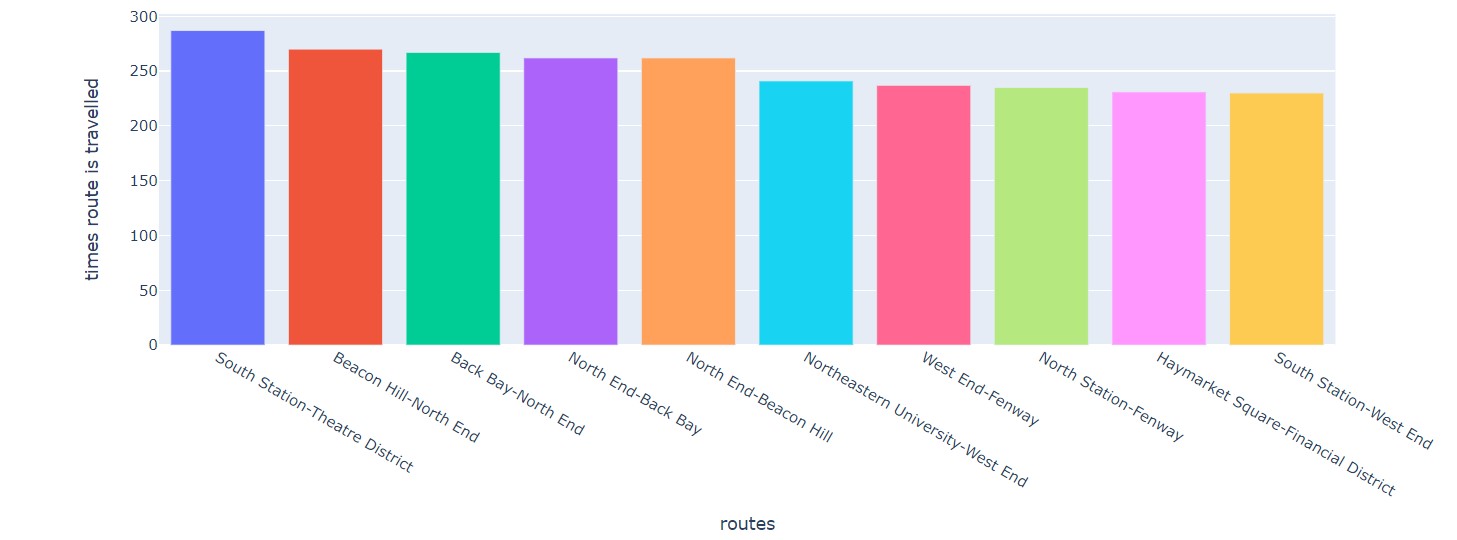 times route is travelled
300
250
200
150
100
50
0
South Station-Theatre District
Beacon Hill-North End
Back Bay-North End
North End-Back Bay
North End-Beacon Hill
Northeastern University-West End
West End-Fenway
North Station-Fenway
Haymarket Square-Financial District
South Station-West End
routes